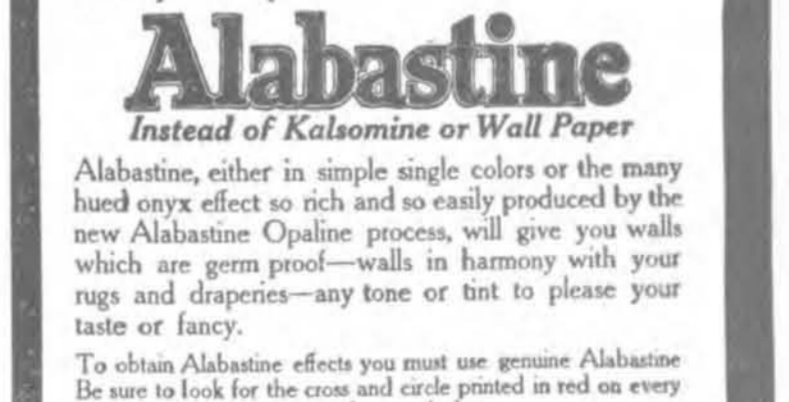 Alabastine
Instead of Kalsomine or Wall Paper
Alabastine, either in simple single colors or the many
hued onyx effect so rich and so easily produced by the
new Alabastine Opaline process, will give you walls
which are germ proof—walls in harmony with your
rugs and draperies—any tone or tint to please your
taste or fancy.
To obtain Alabastine effects you must use genuine Alabastine
Be sure to look for the cross and circle printed in red on every